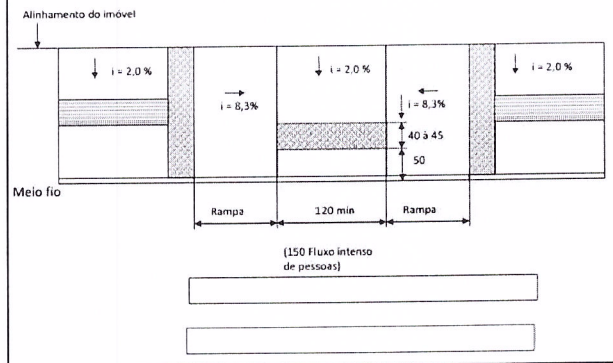 Alinhamento do imóvel
i = 2,0 %
i = 2,0 %
i = 2,0 %
i = 8,3%
i = 8,3%
40 à 45
50
Meio fio
Rampa
120 min
Rampa
(150 Fluxo intenso
de pessoas)